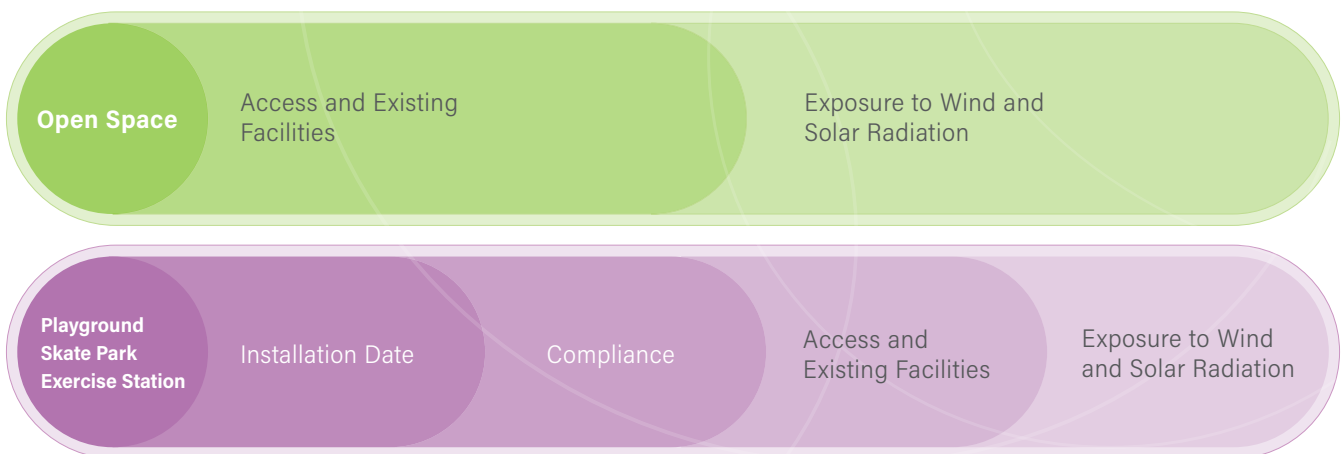 Open Space
Access and Existing
Facilities
Exposure to Wind and
Solar Radiation
Playground
Skate Park
Exercise Station
Installation Date
Compliance
Access and
Existing Facilities
Exposure to Wind
and Solar Radiation